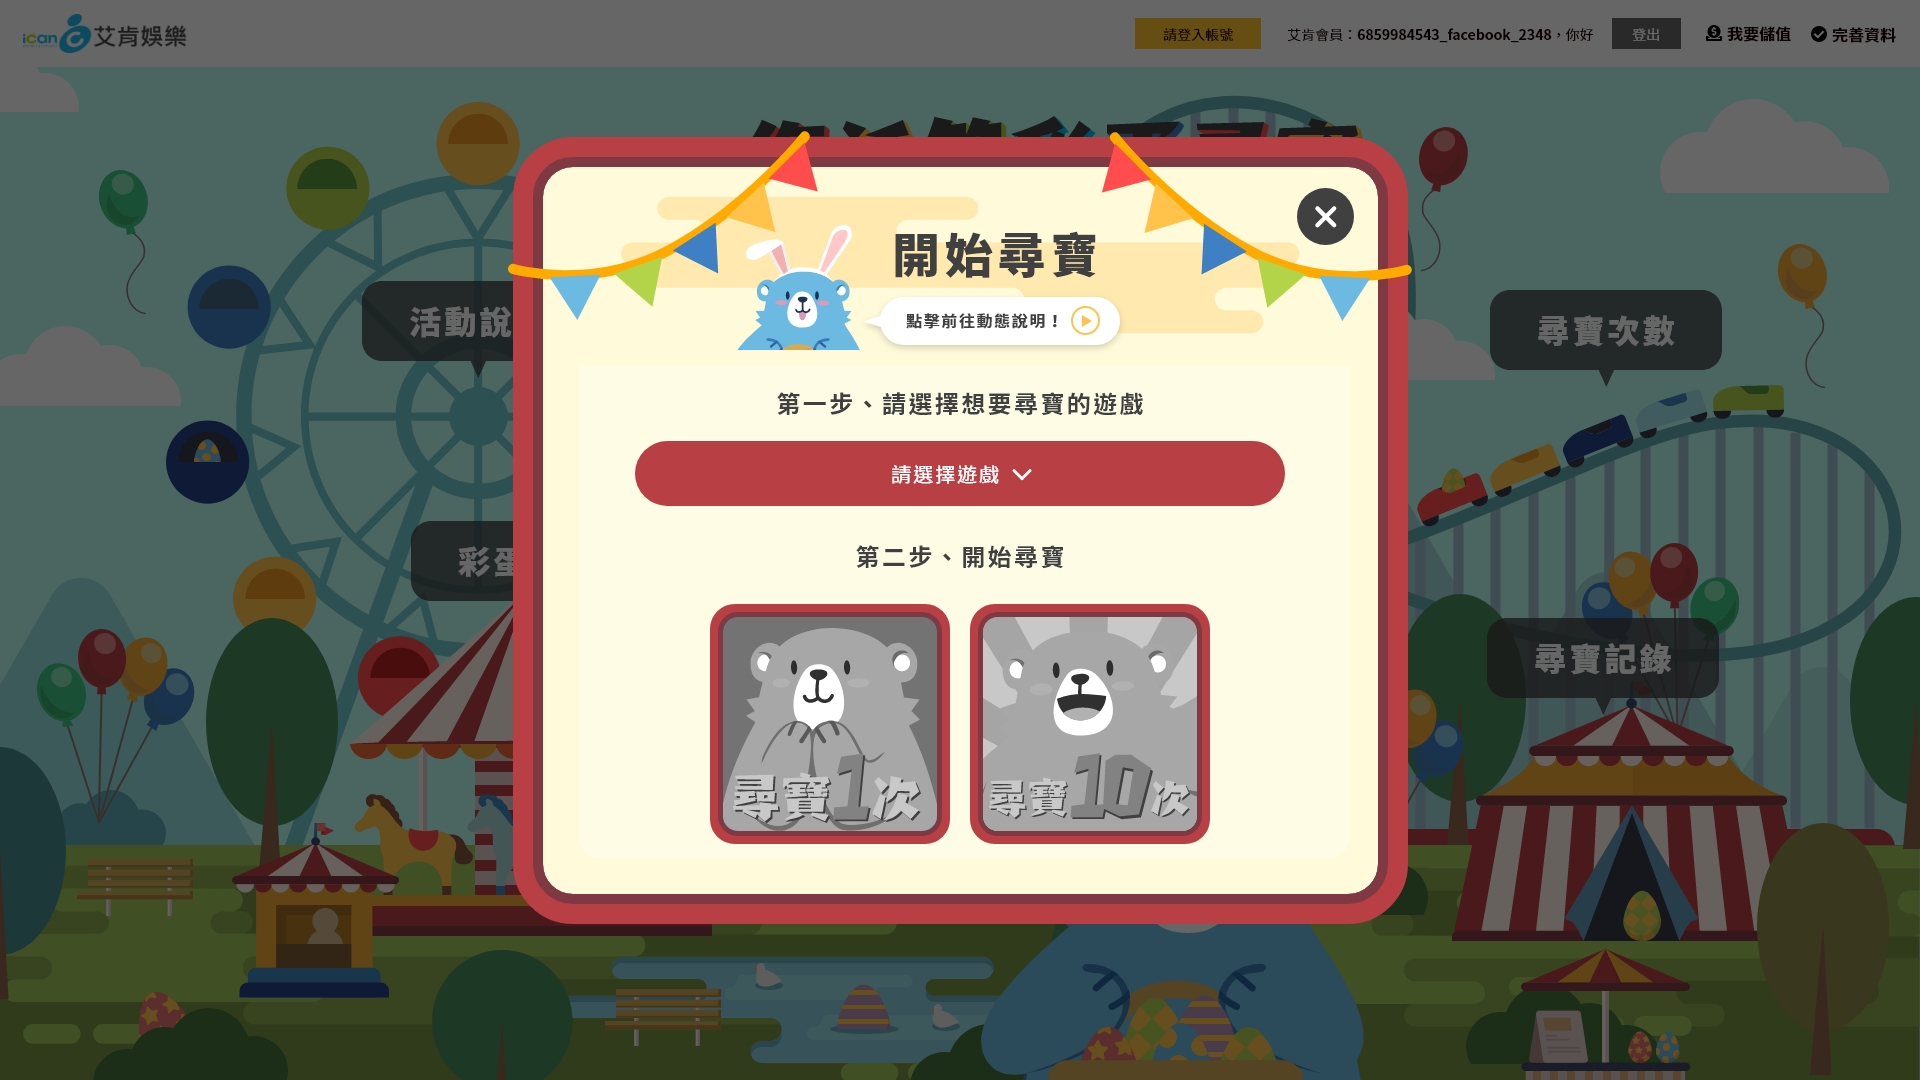 ican 艾肯娛樂
請登入帳號
艾肯會員：6859984543_facebook_2348，你好
登出
我要儲值
完善資料
開始尋寶
點擊前往動態說明！
活動說
尋寶次數
第一步、請選擇想要尋寶的遊戲
請選擇遊戲
彩蛋
第二步、開始尋寶
尋寶記錄
尋寶1次
尋寶10次